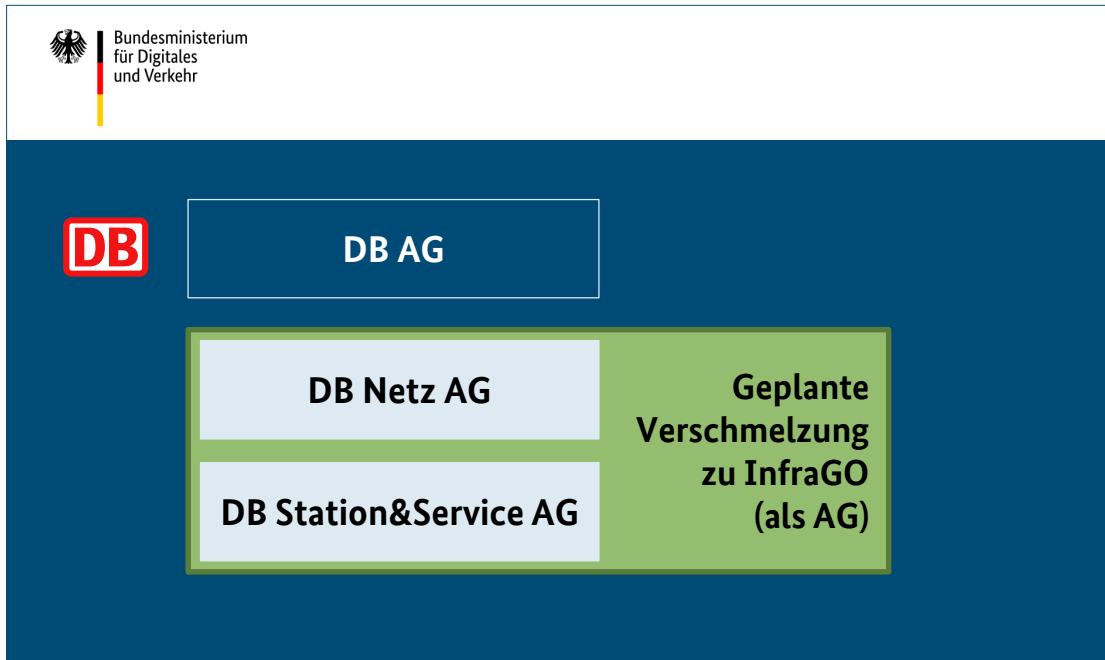 Bundesministerium
für Digitales
und Verkehr
DB
DB AG
DB Netz AG
DB Station&Service AG
Geplante
Verschmelzung
zu InfraGO
(als AG)